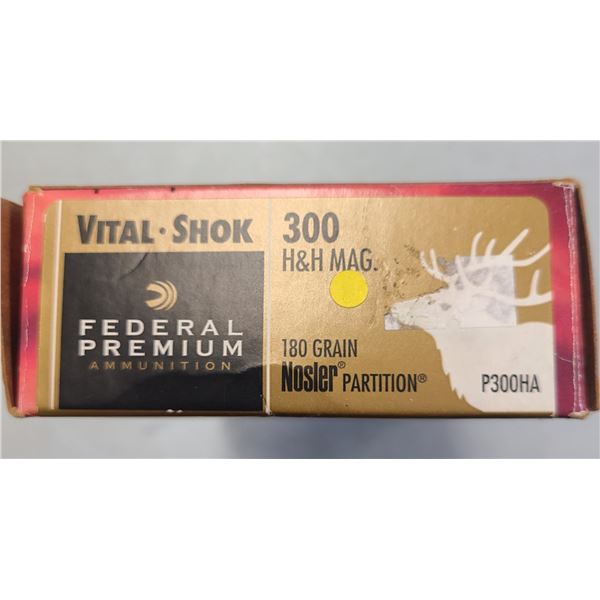 VITAL·SHOK
FEDERAL
PREMIUM
AMMUNITION
300
H&H MAG.
180 GRAIN
Nosler® PARTITION®
P300HA